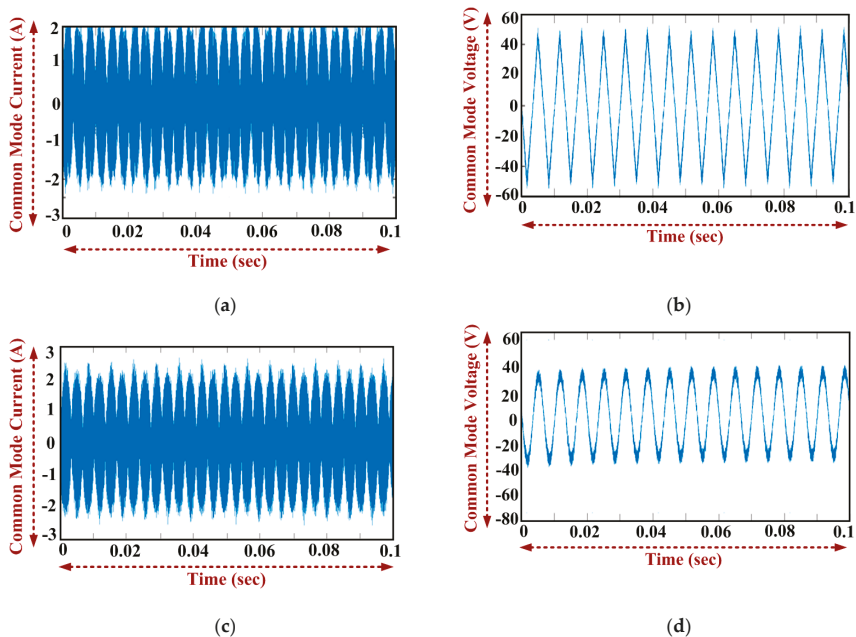 Common Mode Current (A)
2
1
0
-1
-2
-3
0 0.02 0.04 0.06 0.08 0.1
Time (sec)
(a)
Common Mode Voltage (V)
60
40
20
0
-20
-40
-60
0 0.02 0.04 0.06 0.08 0.1
Time (sec)
(b)
Common Mode Current (A)
3
2
1
0
-1
-2
-3
0 0.02 0.04 0.06 0.08 0.1
Time (sec)
(c)
Common Mode Voltage (V)
60
40
20
0
-20
-40
-60
-80
0 0.02 0.04 0.06 0.08 0.1
Time (sec)
(d)